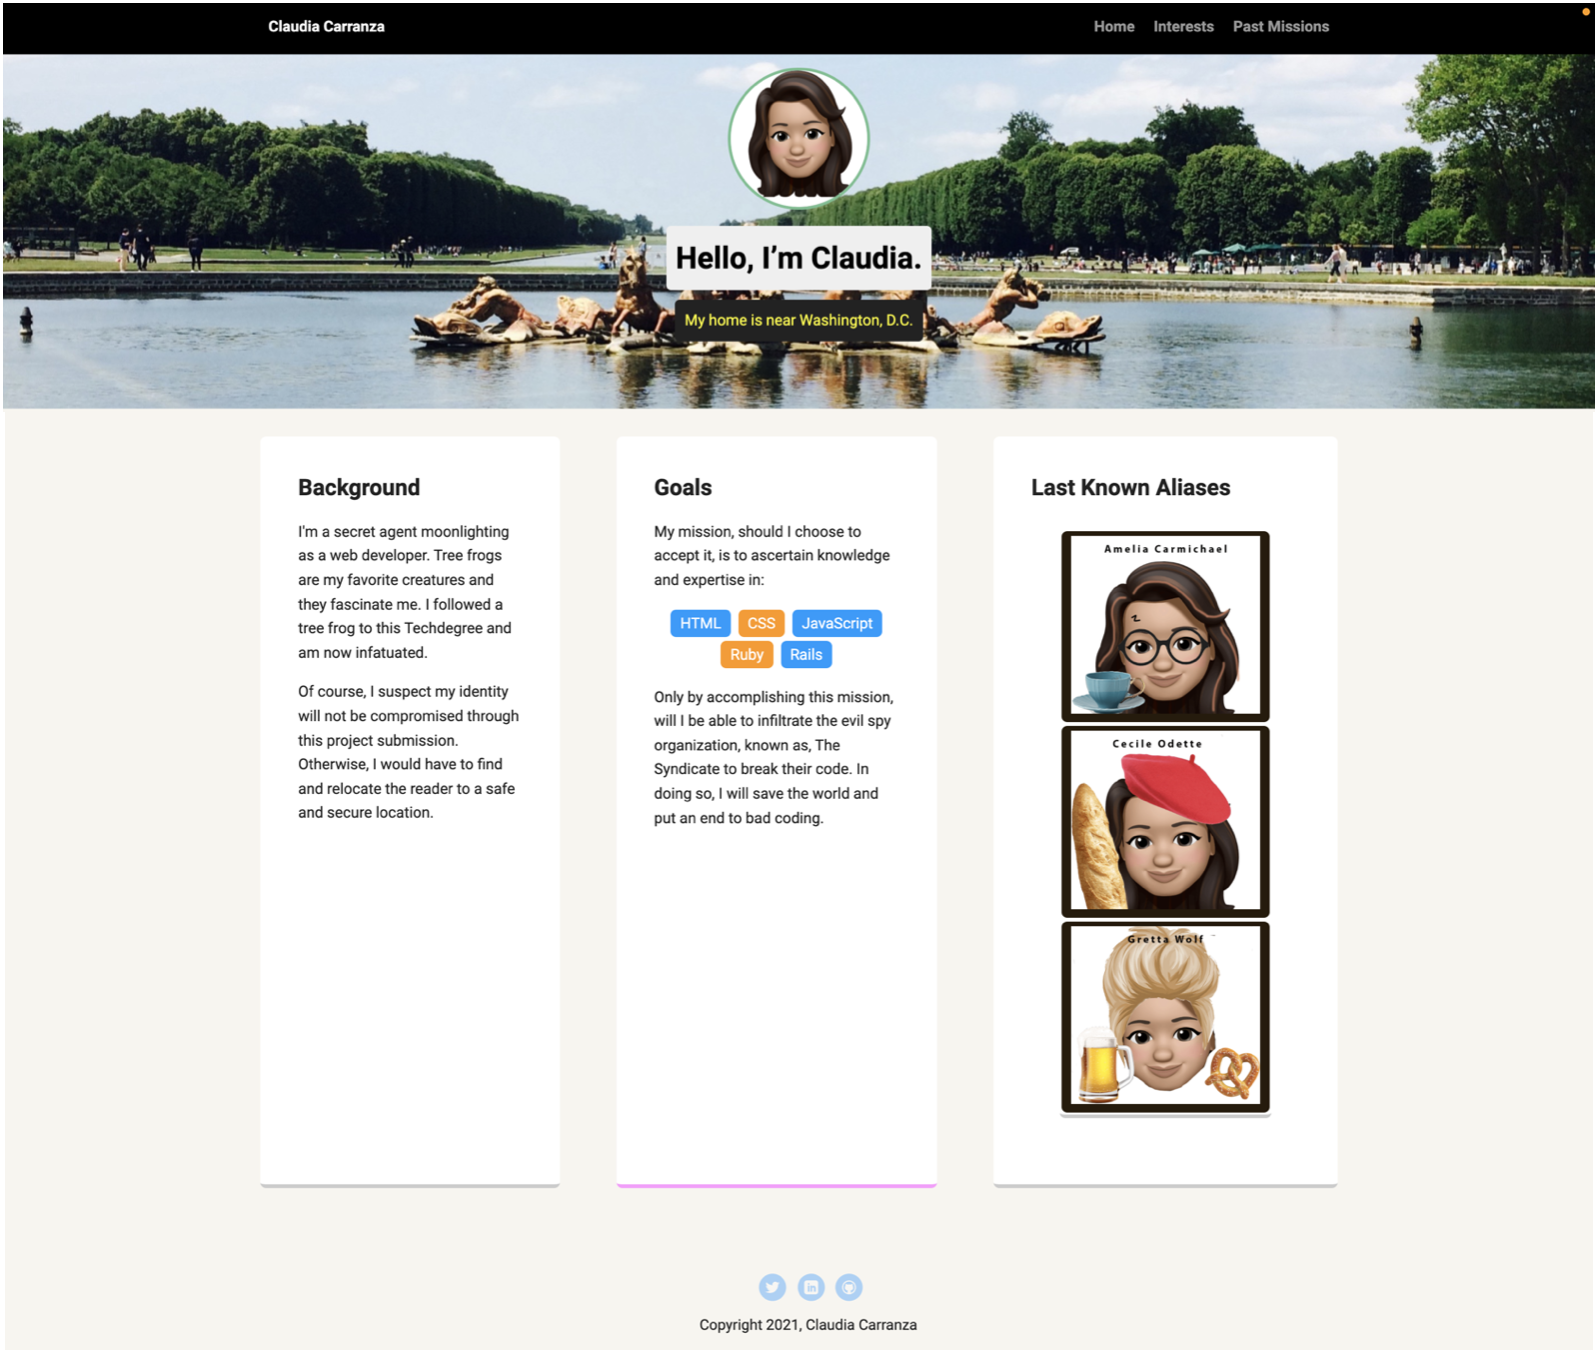 Claudia Carranza
Home Interests Past Missions
Hello, I’m Claudia.
My home is near Washington, D.C.
Background
I'm a secret agent moonlighting
as a web developer. Tree frogs
are my favorite creatures and
they fascinate me. I followed a
tree frog to this Techdegree and
am now infatuated.
Of course, I suspect my identity
will not be compromised through
this project submission.
Otherwise, I would have to find
and relocate the reader to a safe
and secure location.
Goals
My mission, should I choose to
accept it, is to ascertain knowledge
and expertise in:
HTML CSS JavaScript
Ruby Rails
Only by accomplishing this mission,
will I be able to infiltrate the evil spy
organization, known as, The
Syndicate to break their code. In
doing so, I will save the world and
put an end to bad coding.
Last Known Aliases
Amelia Carmichael
Cecile Odette
Gretta Wolf
in
Copyright 2021, Claudia Carranza